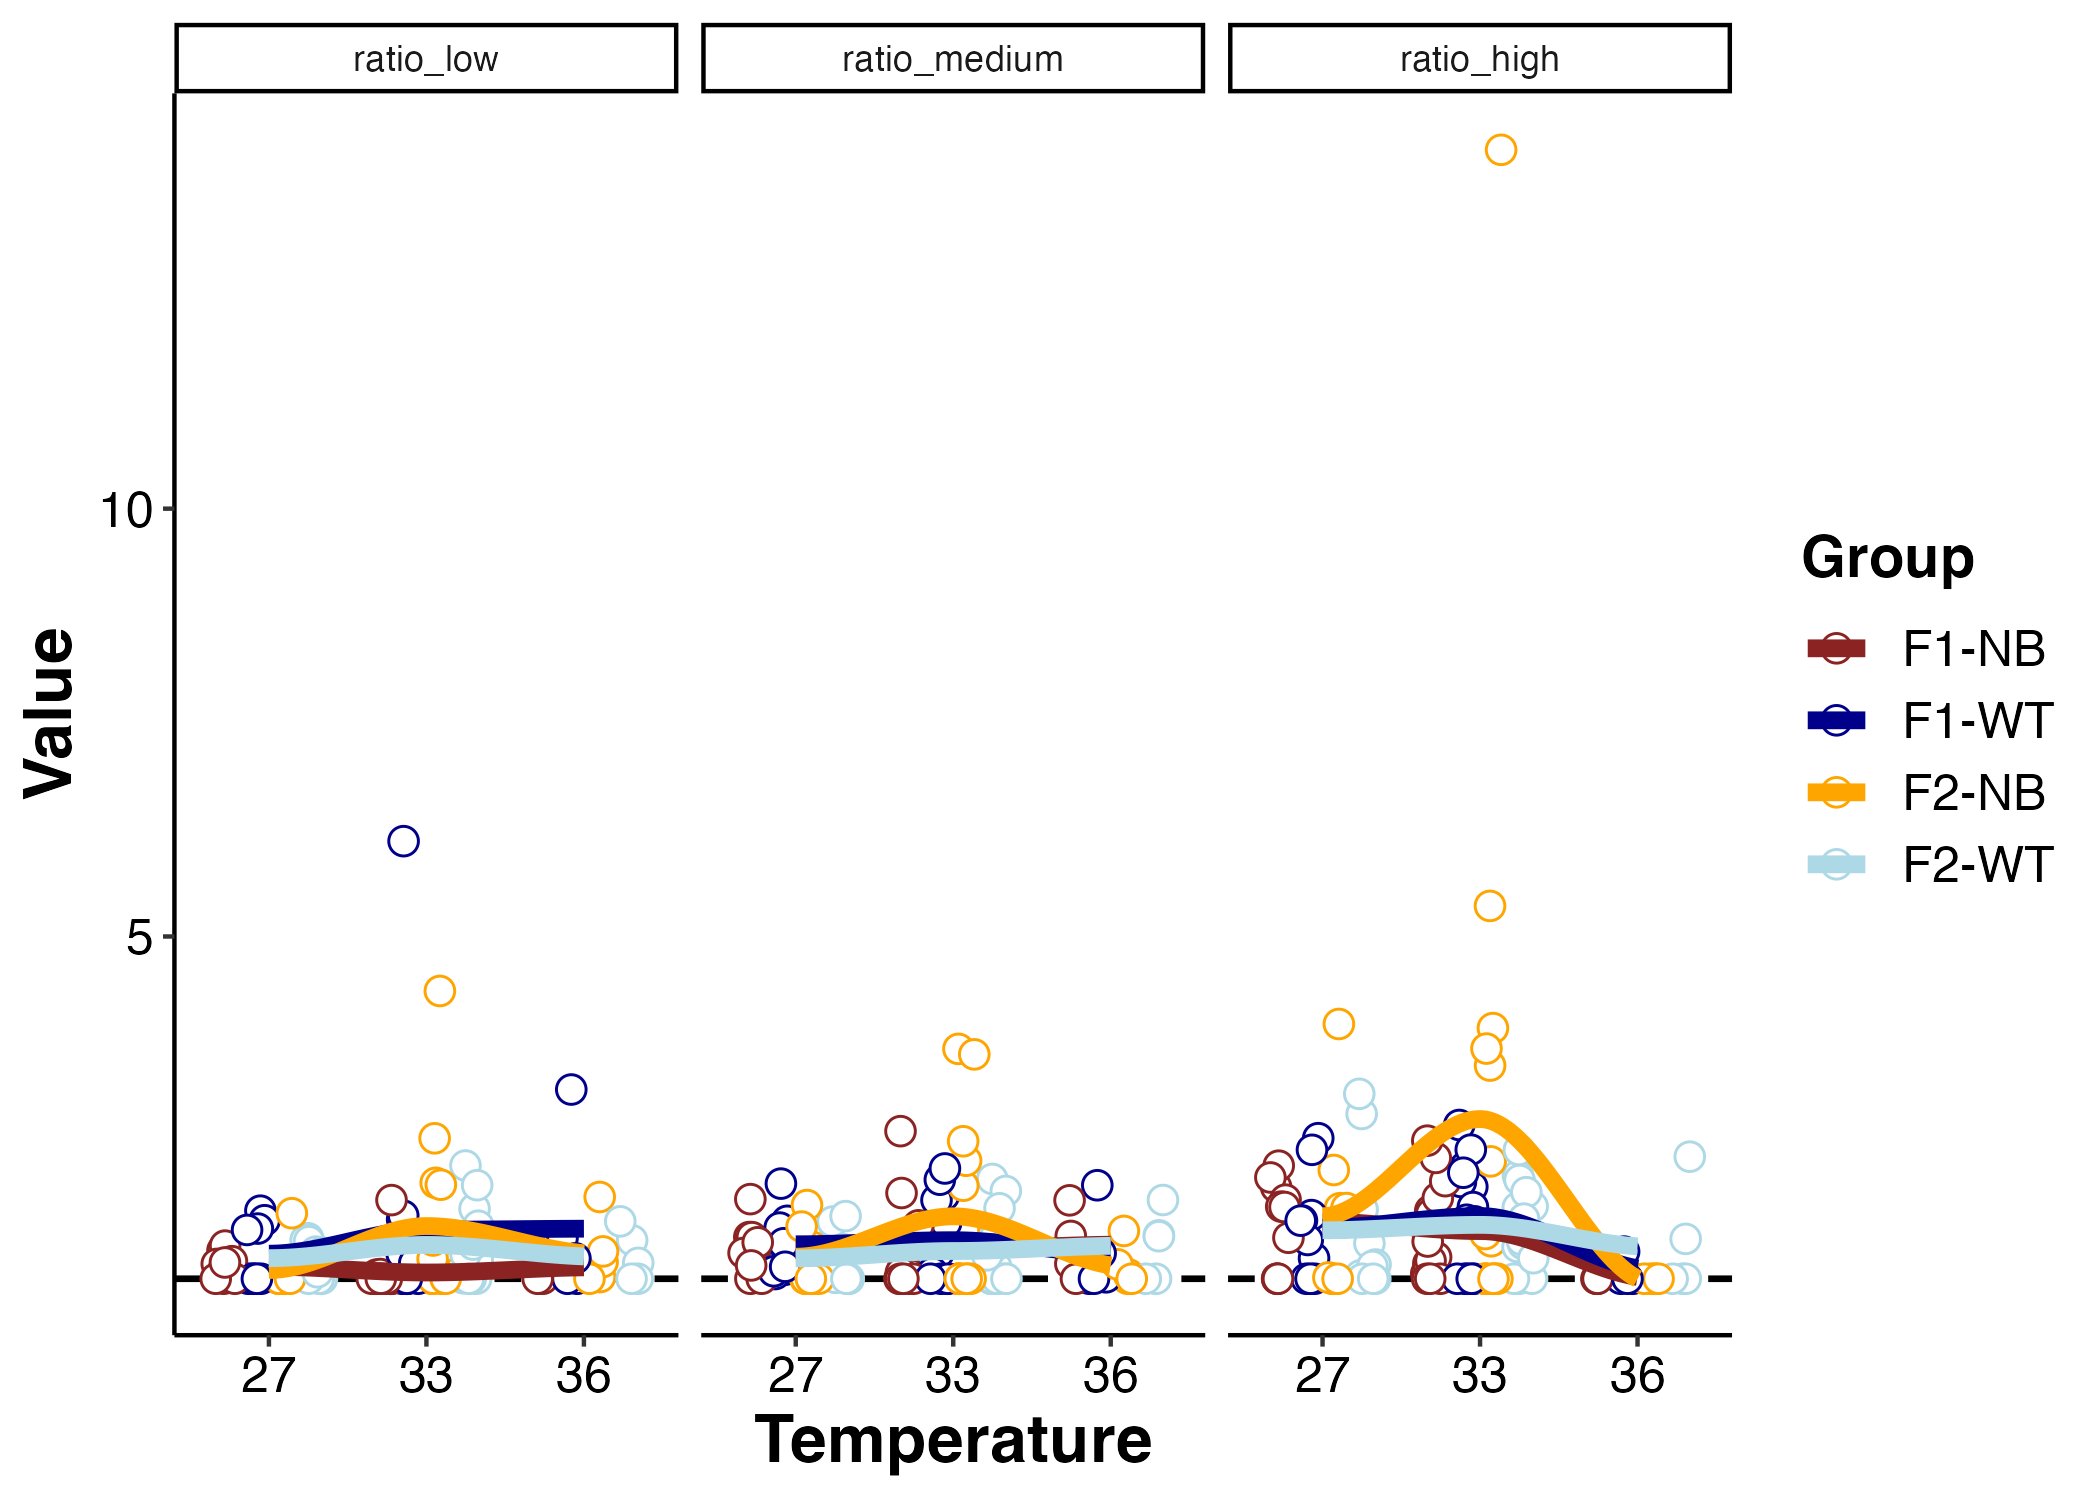 ratio_low ratio_medium ratio_high
10
5
Value
27 33 36 27 33 36 27 33 36
Temperature
Group
F1-NB
F1-WT
F2-NB
F2-WT